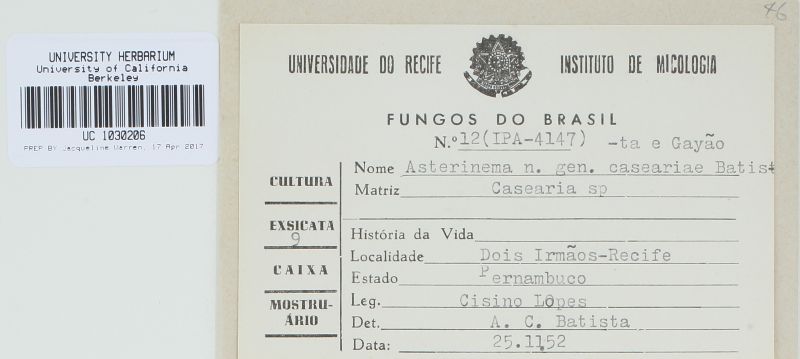 46
UNIVERSITY HERBARIUM
University of California
Berkeley
UC 1030206
PREP BY Jacqueline Warren, 17 Apr 2017
UNIVERSIDADE DO RECIFE INSTITUTO DE MICOLOGIA
FUNGOS DO BRASIL
N.º 12(IPA-4147) -ta e Gayão
Nome Asterinema n. gen. caseariae Batist
Matriz Casearia sp
CULTURA
EXSICATA
9
CAIXA
MOSTRU-
ÁRIO
História da Vida
Localidade Dois Irmãos-Recife
Estado Pernambuco
Leg. Cisino Lôpes
Det. A. C. Batista
Data: 25.11.52